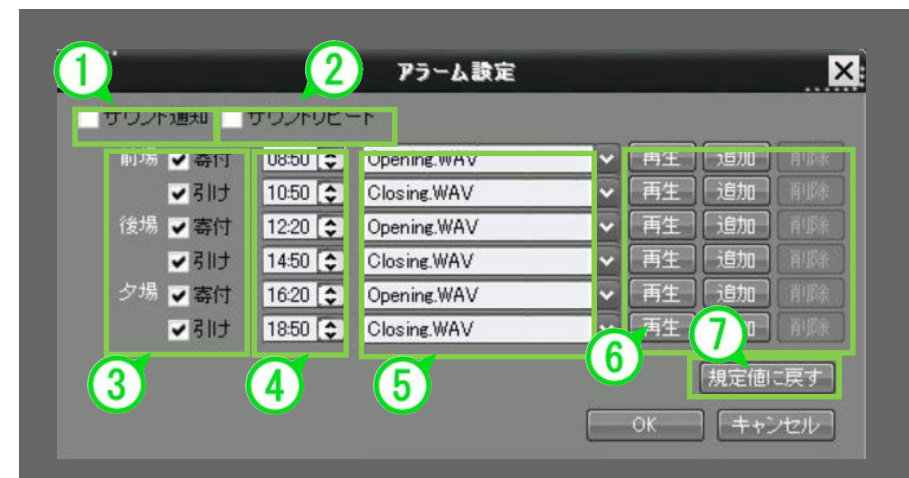 1 2 アラーム設定
サウンド通知 サウンドリピート
前場 寄付 08:50 Opening.WAV 再生 追加 削除
引け 10:50 Closing.WAV 再生 追加 削除
後場 寄付 12:20 Opening.WAV 再生 追加 削除
引け 14:50 Closing.WAV 再生 追加 削除
夕場 寄付 16:20 Opening.WAV 再生 追加 削除
引け 18:50 Closing.WAV 再生 追加 削除
3 4 5 6 7
規定値に戻す
OK キャンセル